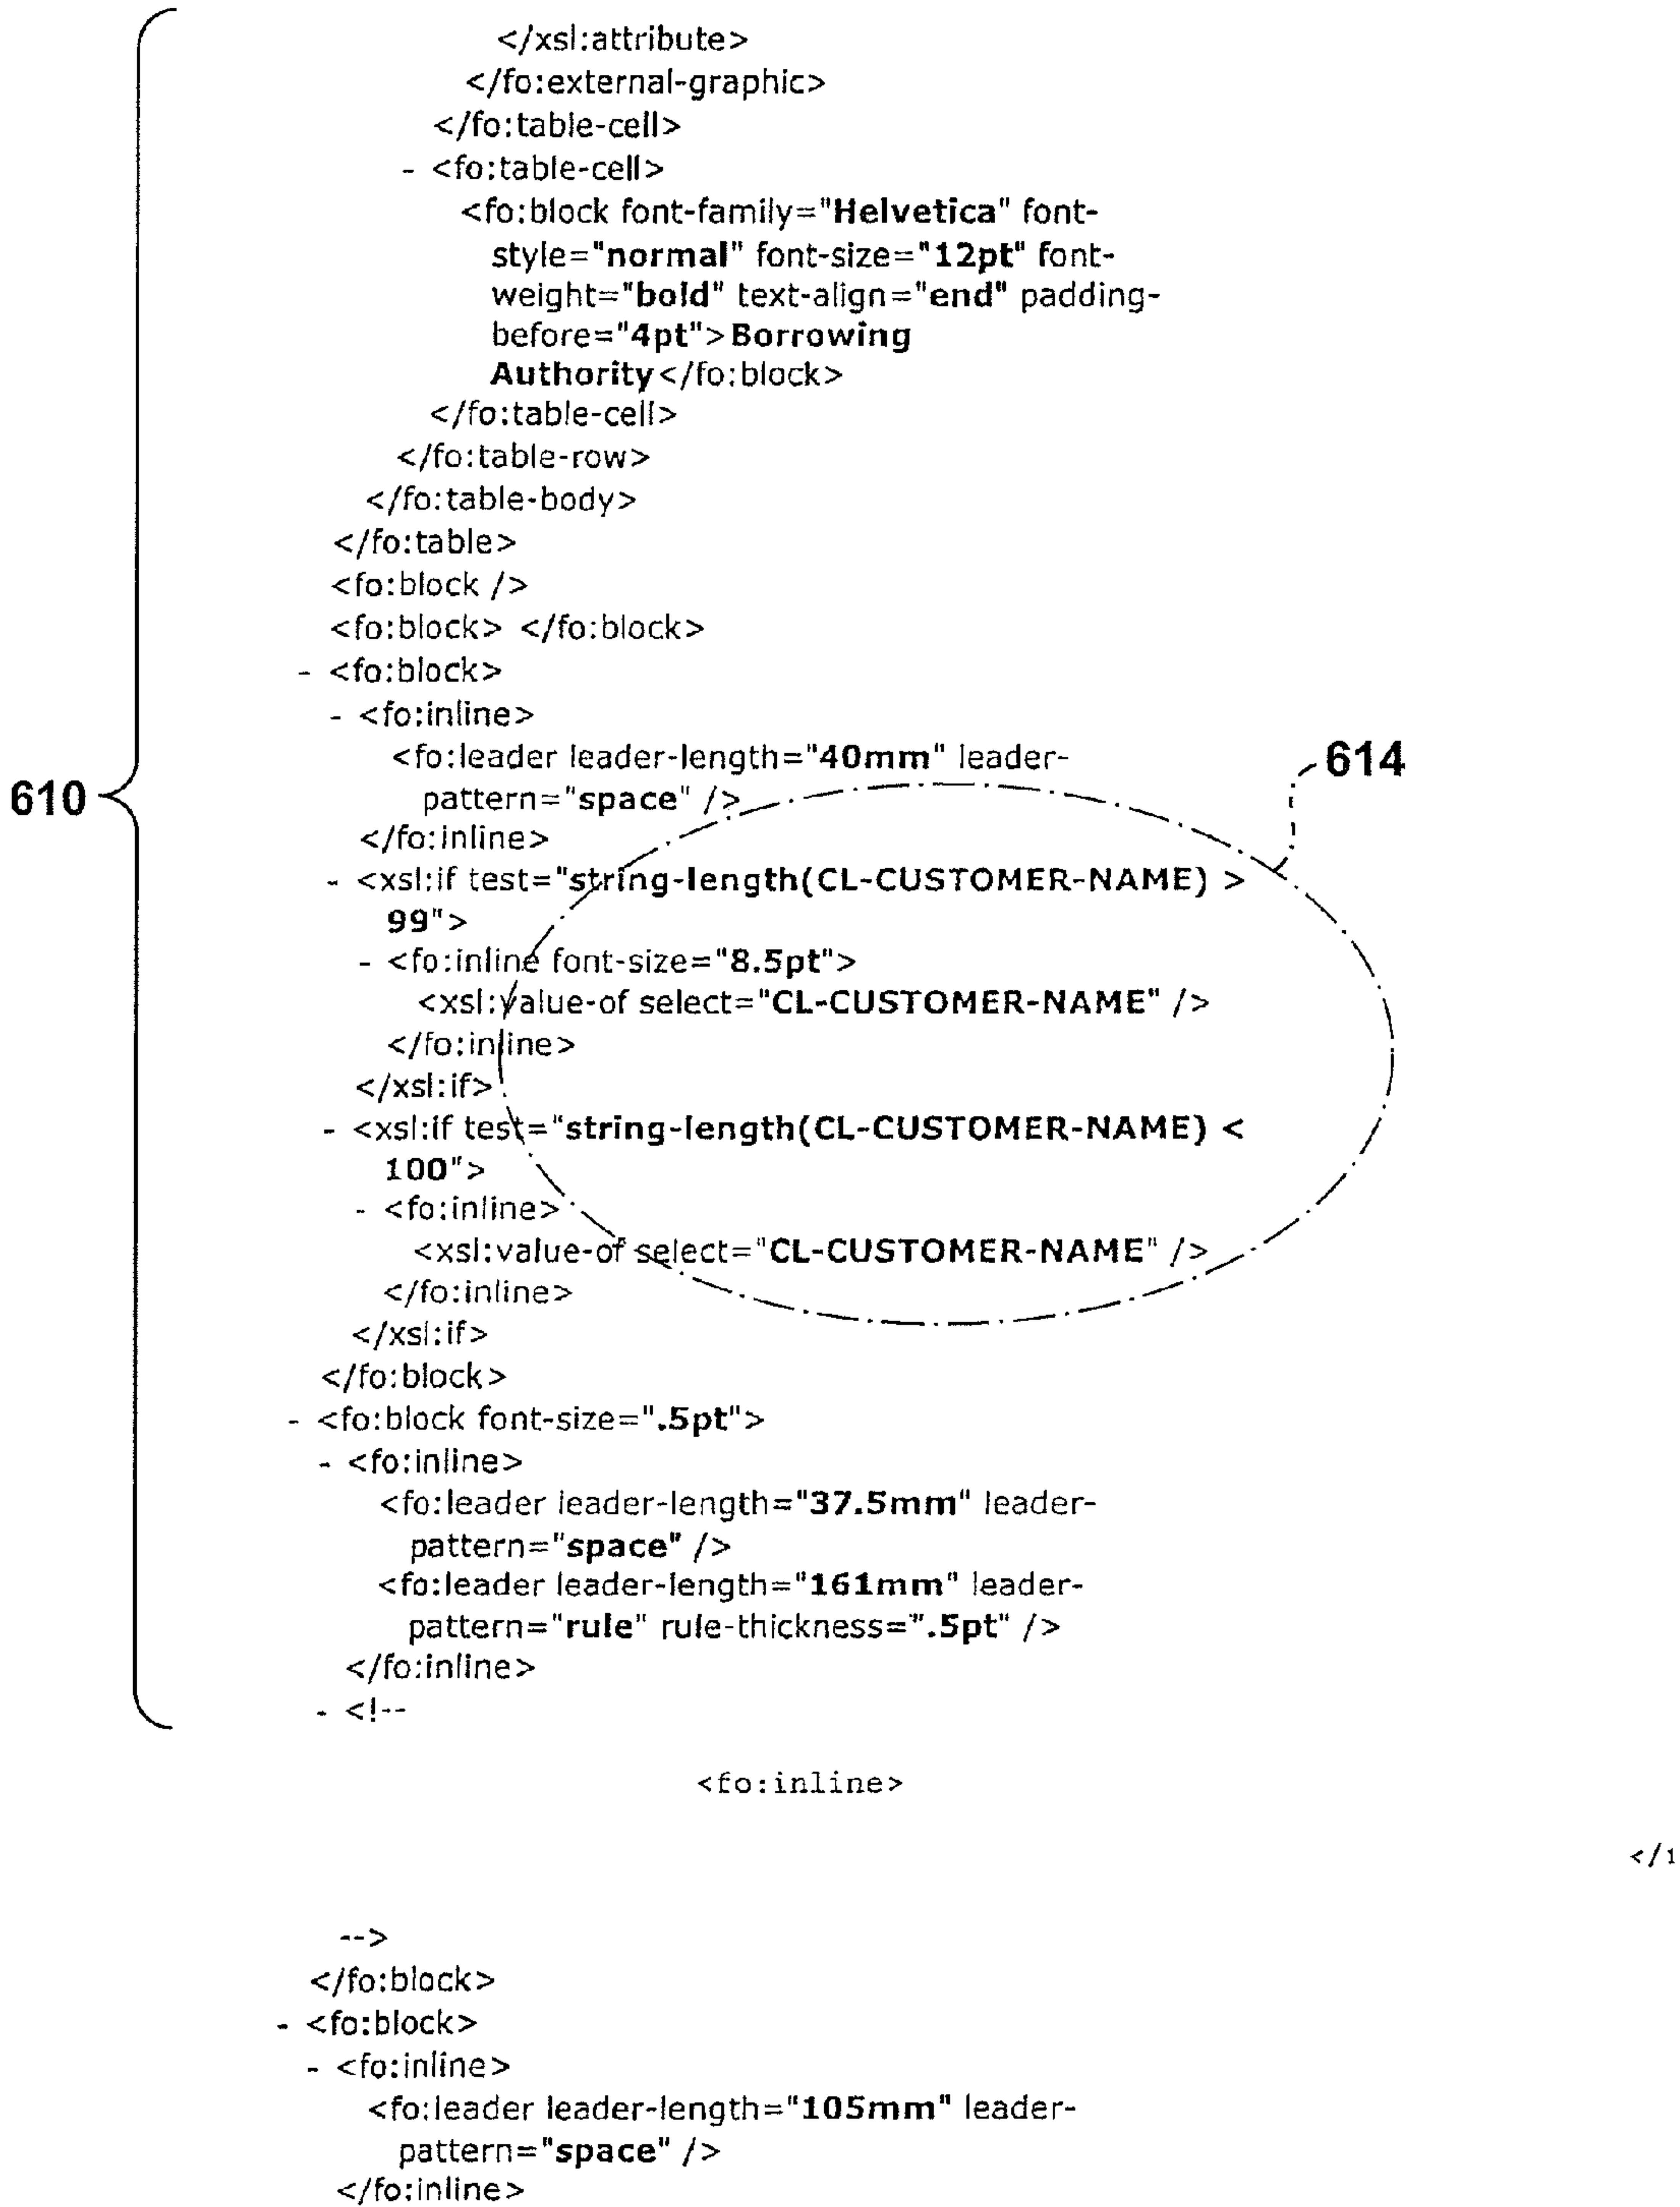 </xsl:attribute>
</fo:external-graphic>
</fo:table-cell>
- <fo:table-cell>
<fo:block font-family="Helvetica" font-
style="normal" font-size="12pt" font-
weight="bold" text-align="end" padding-
before="4pt">Borrowing
Authority</fo:block>
</fo:table-cell>
</fo:table-row>
</fo:table-body>
</fo:table>
<fo:block />
<fo:block> </fo:block>
- <fo:block>
- <fo:inline>
<fo:leader leader-length="40mm" leader-
pattern="space" />
</fo:inline>
- <xsl:if test="string-length(CL-CUSTOMER-NAME) >
99">
- <fo:inline font-size="8.5pt">
<xsl:value-of select="CL-CUSTOMER-NAME" />
</fo:inline>
</xsl:if>
- <xsl:if test="string-length(CL-CUSTOMER-NAME) <
100">
- <fo:inline>
<xsl:value-of select="CL-CUSTOMER-NAME" />
</fo:inline>
</xsl:if>
</fo:block>
- <fo:block font-size=".5pt">
- <fo:inline>
<fo:leader leader-length="37.5mm" leader-
pattern="space" />
<fo:leader leader-length="161mm" leader-
pattern="rule" rule-thickness=".5pt" />
</fo:inline>
- <!--
610
614
<fo:inline>
</
-->
</fo:block>
- <fo:block>
- <fo:inline>
<fo:leader leader-length="105mm" leader-
pattern="space" />
</fo:inline>